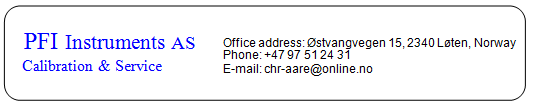 PFI Instruments AS
Calibration & Service
Office address: Østvangvegen 15, 2340 Løten, Norway
Phone: +47 97 51 24 31
E-mail: chr-aare@online.no